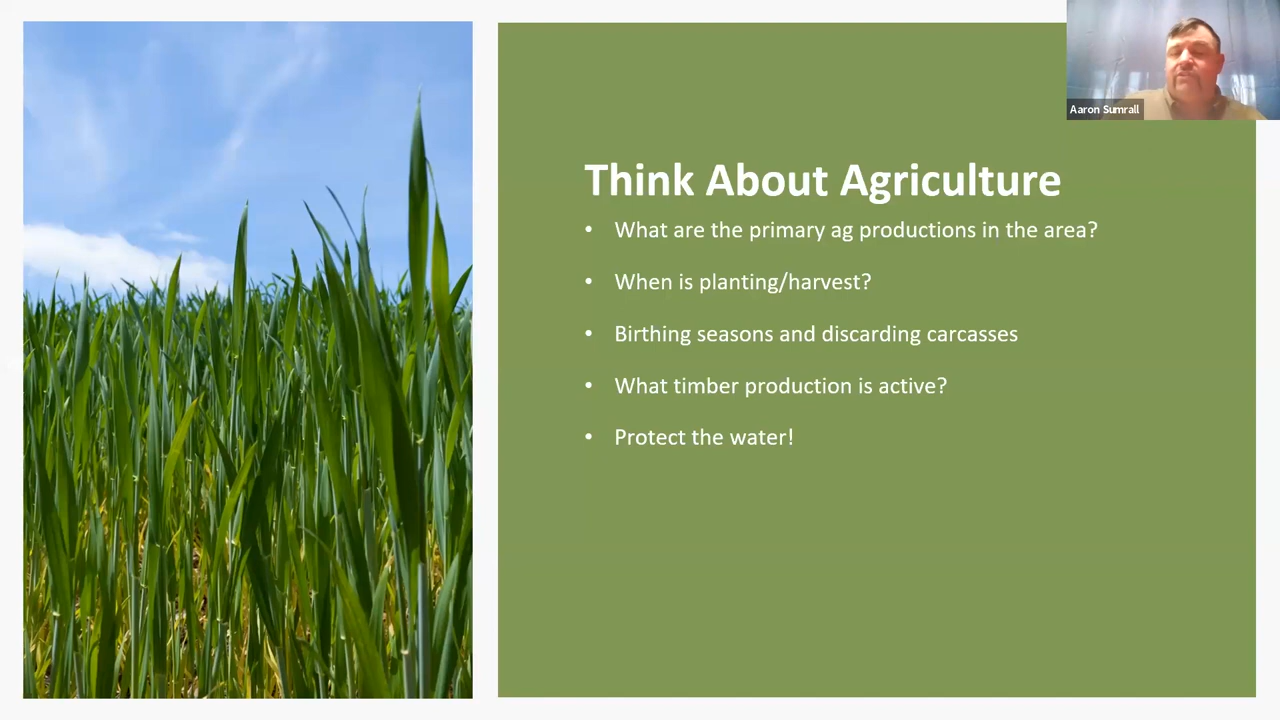 Aaron Sumrall
Think About Agriculture
• What are the primary ag productions in the area?
• When is planting/harvest?
• Birthing seasons and discarding carcasses
• What timber production is active?
• Protect the water!